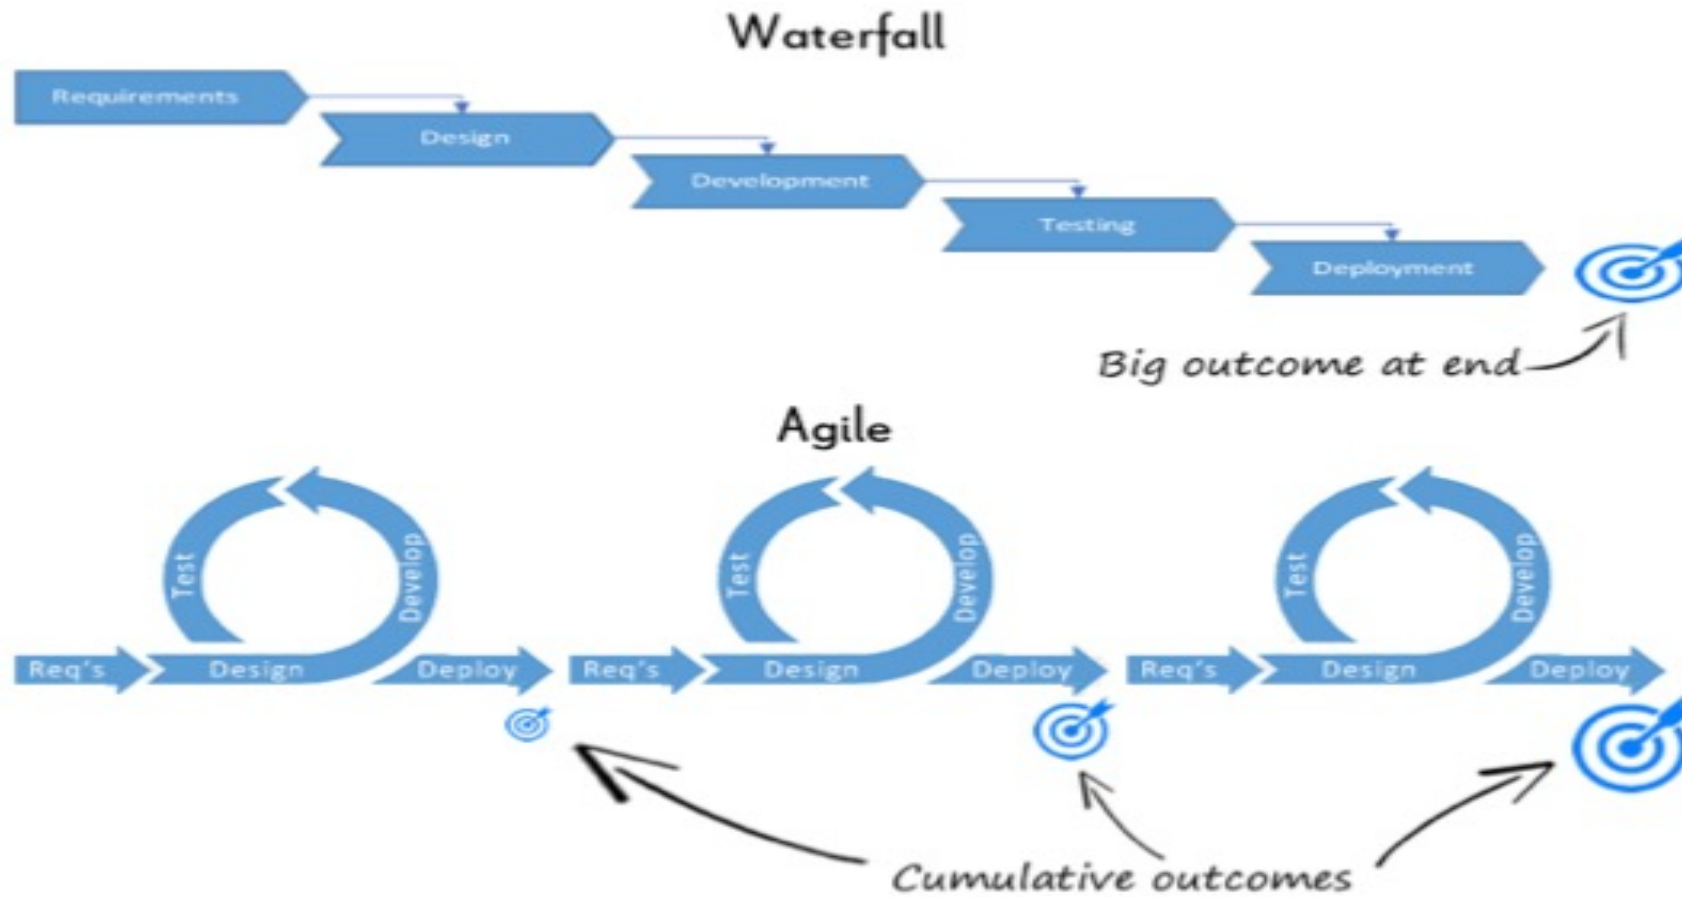 Waterfall
Requirements
Design
Development
Testing
Deployment
Big outcome at end
Agile
Test
Develop
Req's
Design
Deploy
Test
Develop
Req's
Design
Deploy
Test
Develop
Req's
Design
Deploy
Cumulative outcomes